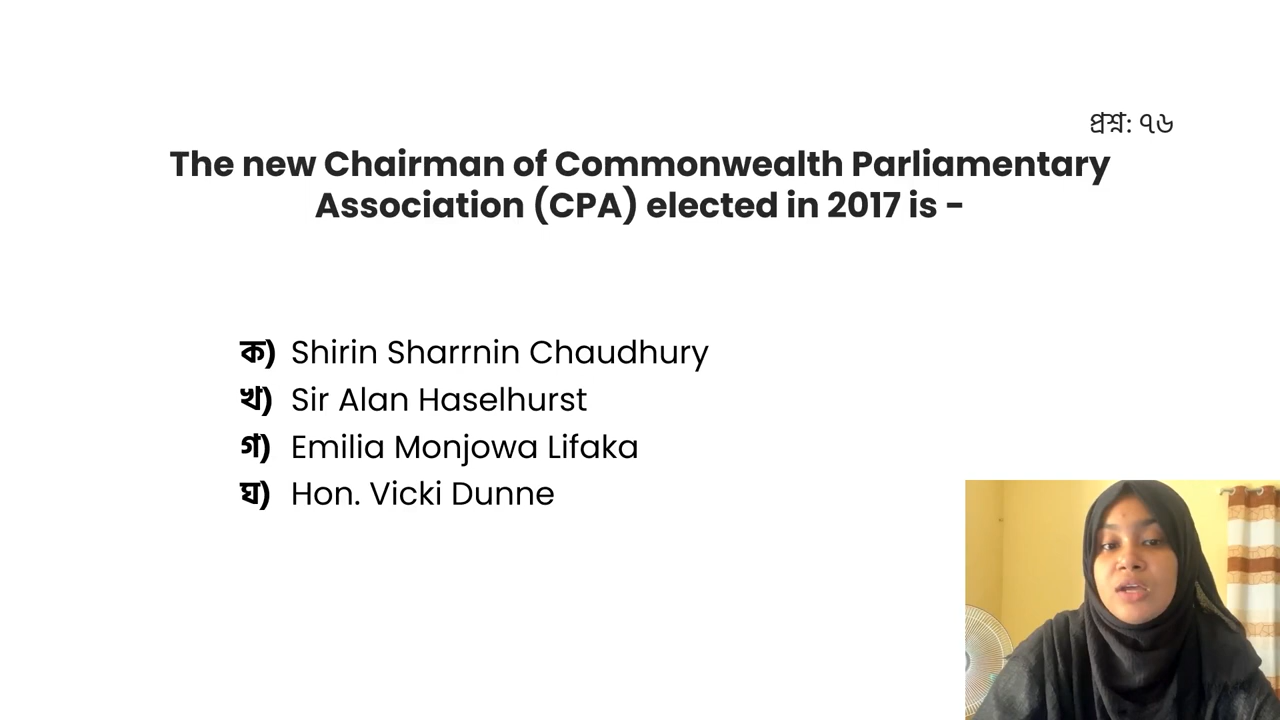 প্রশ্ন: ৭৬
The new Chairman of Commonwealth Parliamentary
Association (CPA) elected in 2017 is -
ক) Shirin Sharrnin Chaudhury
খ) Sir Alan Haselhurst
গ) Emilia Monjowa Lifaka
ঘ) Hon. Vicki Dunne